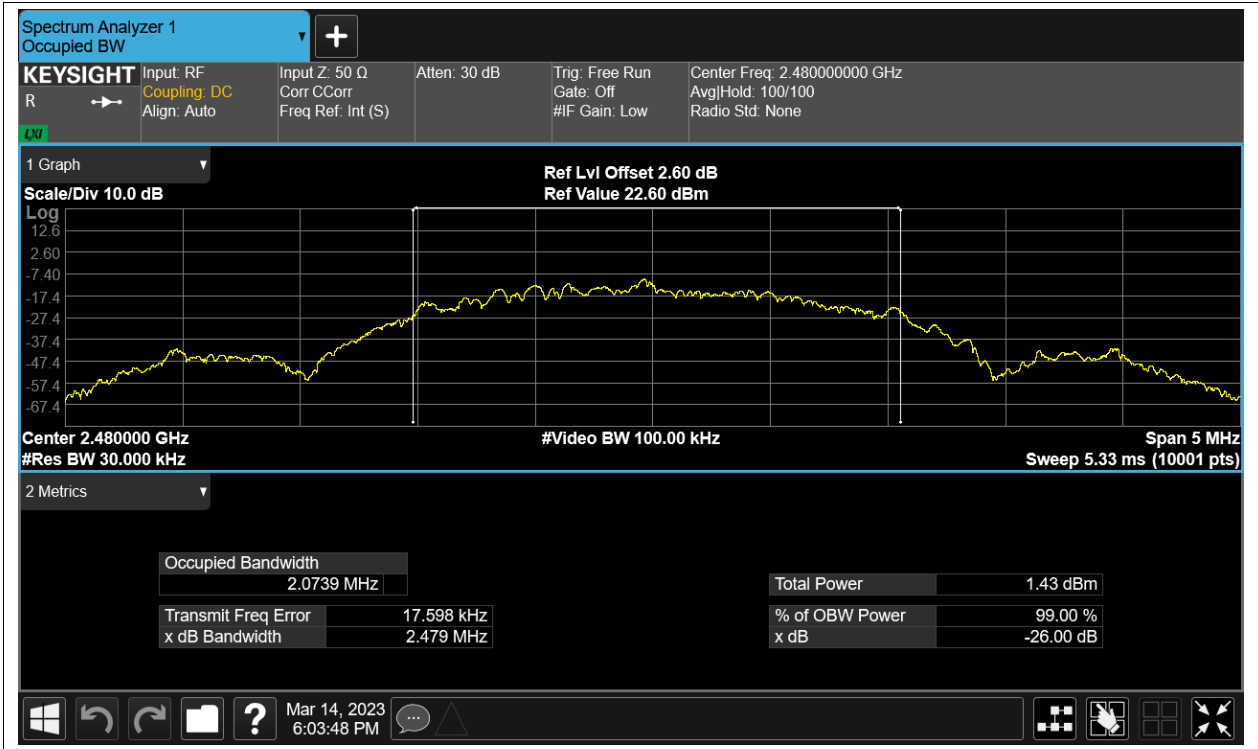 Spectrum Analyzer 1
Occupied BW
KEYSIGHT
R
LXI
Input: RF
Coupling: DC
Align: Auto
Input Z: 50 Ω
Corr CCorr
Freq Ref: Int (S)
Atten: 30 dB
Trig: Free Run
Gate: Off
#IF Gain: Low
Center Freq: 2.480000000 GHz
Avg|Hold: 100/100
Radio Std: None
1 Graph
Scale/Div 10.0 dB
Ref Lvl Offset 2.60 dB
Ref Value 22.60 dBm
Log
12.6
2.60
-7.40
-17.4
-27.4
-37.4
-47.4
-57.4
-67.4
Center 2.480000 GHz
#Video BW 100.00 kHz
Span 5 MHz
#Res BW 30.000 kHz
Sweep 5.33 ms (10001 pts)
2 Metrics
Occupied Bandwidth
2.0739 MHz
Total Power 1.43 dBm
Transmit Freq Error 17.598 kHz
% of OBW Power 99.00 %
x dB Bandwidth 2.479 MHz
x dB -26.00 dB
?
Mar 14, 2023
6:03:48 PM